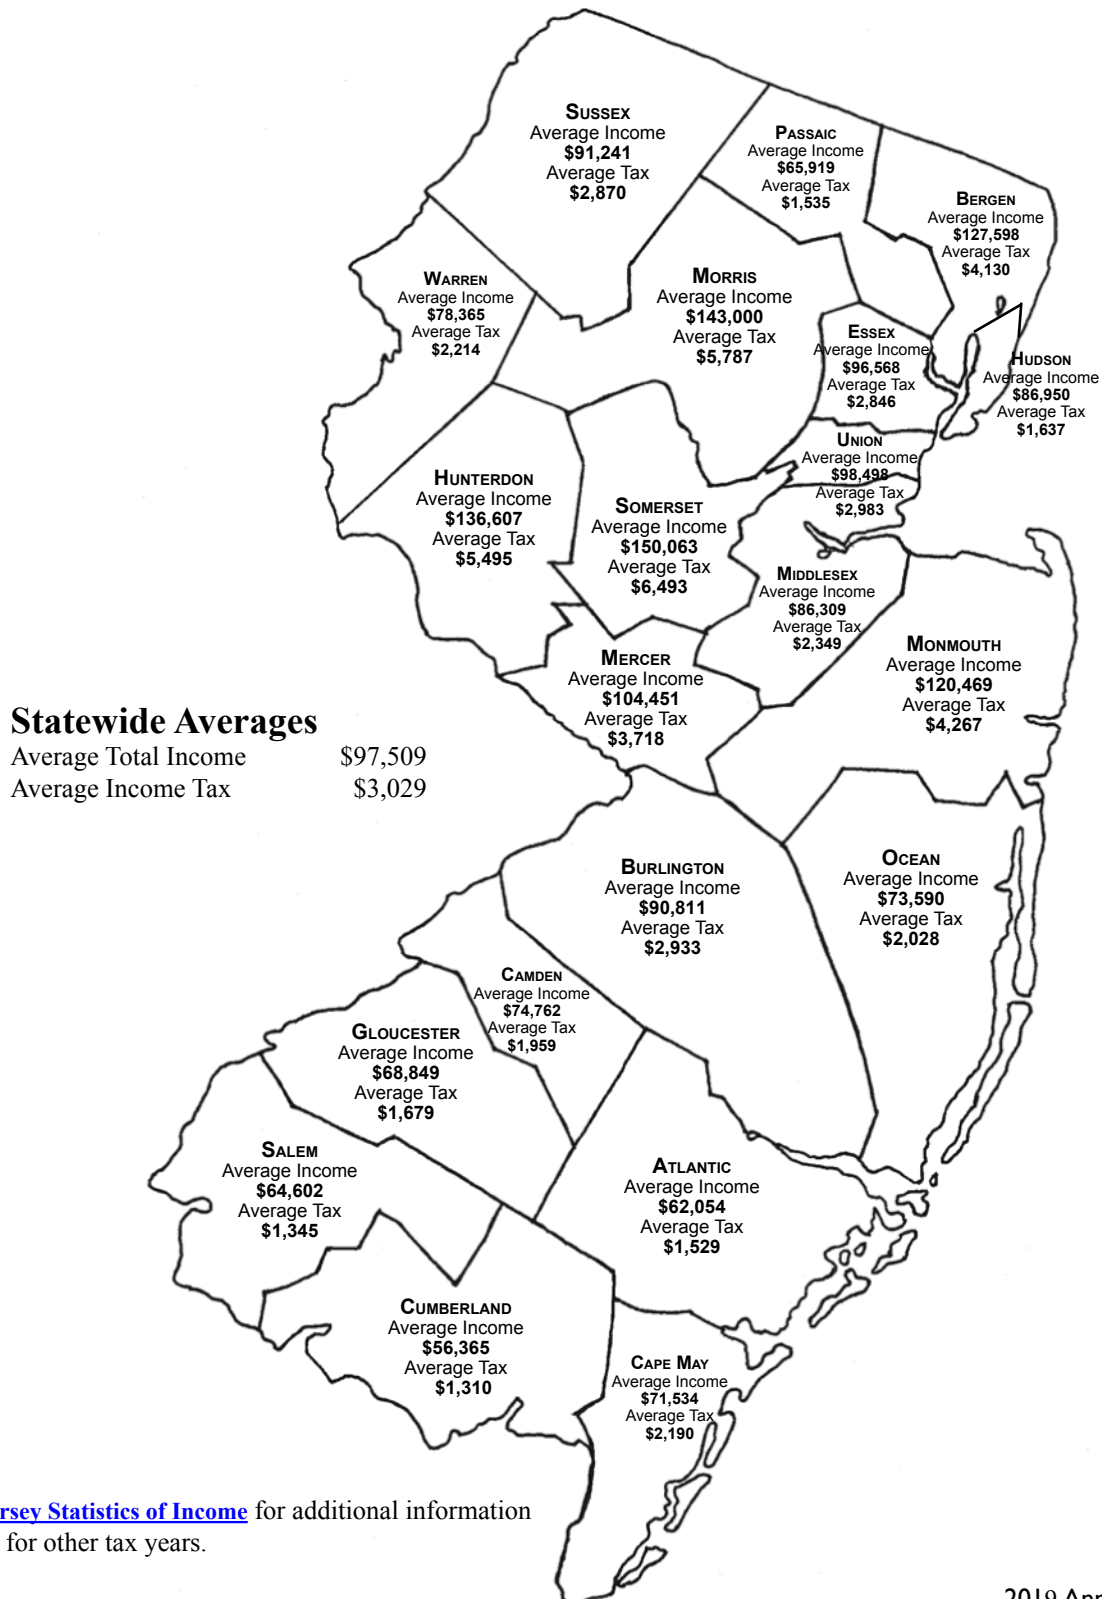 SUSSEX
Average Income
$91,241
Average Tax
$2,870
PASSAIC
Average Income
$65,919
Average Tax
$1,535
BERGEN
Average Income
$127,598
Average Tax
$4,130
WARREN
Average Income
$78,365
Average Tax
$2,214
MORRIS
Average Income
$143,000
Average Tax
$5,787
ESSEX
Average Income
$96,568
Average Tax
$2,846
HUDSON
Average Income
$86,950
Average Tax
$1,637
UNION
Average Income
$98,498
Average Tax
$2,983
HUNTERDON
Average Income
$136,607
Average Tax
$5,495
SOMERSET
Average Income
$150,063
Average Tax
$6,493
MIDDLESEX
Average Income
$86,309
Average Tax
$2,349
MERCER
Average Income
$104,451
Average Tax
$3,718
MONMOUTH
Average Income
$120,469
Average Tax
$4,267
Statewide Averages
Average Total Income $97,509
Average Income Tax $3,029
BURLINGTON
Average Income
$90,811
Average Tax
$2,933
OCEAN
Average Income
$73,590
Average Tax
$2,028
CAMDEN
Average Income
$74,762
Average Tax
$1,959
GLOUCESTER
Average Income
$68,849
Average Tax
$1,679
SALEM
Average Income
$64,602
Average Tax
$1,345
ATLANTIC
Average Income
$62,054
Average Tax
$1,529
CUMBERLAND
Average Income
$56,365
Average Tax
$1,310
CAPE MAY
Average Income
$71,534
Average Tax
$2,190
rsey Statistics of Income for additional information
for other tax years.
2019